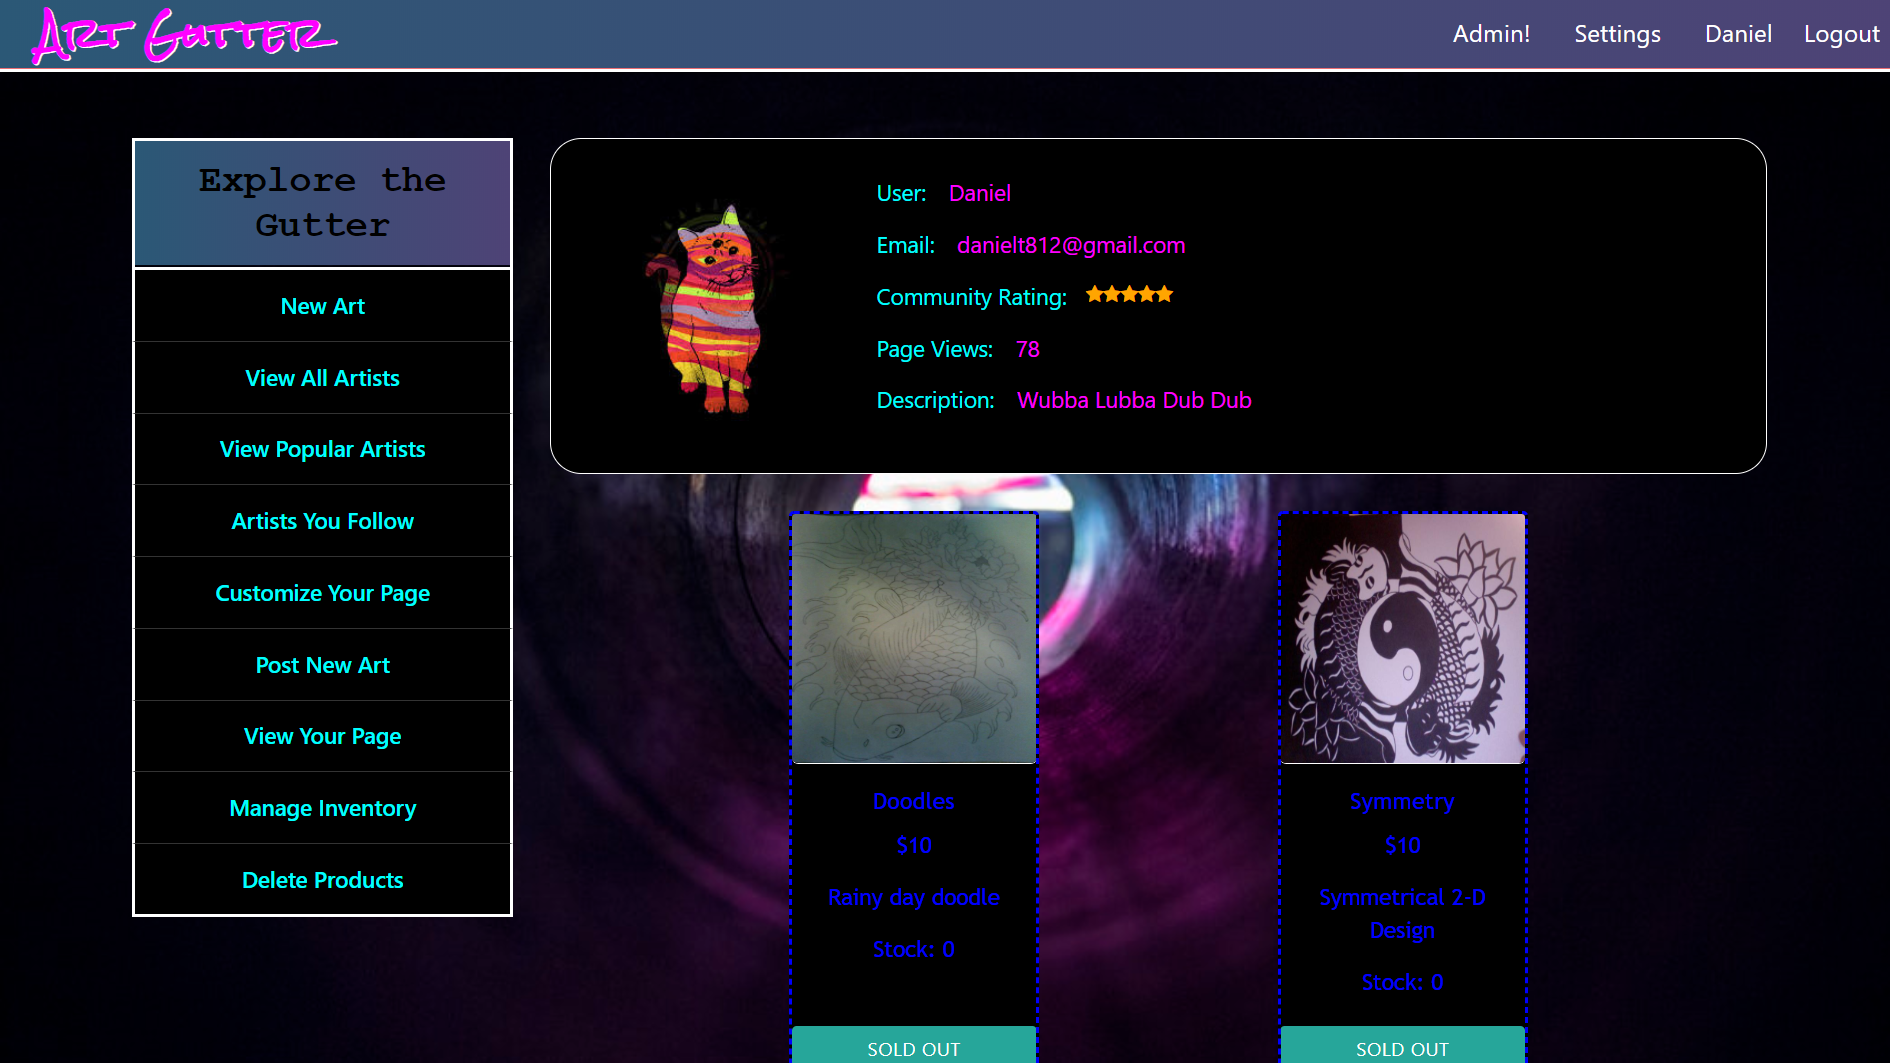 Art Gutter
Admin! Settings Daniel Logout
Explore the
Gutter
New Art
View All Artists
View Popular Artists
Artists You Follow
Customize Your Page
Post New Art
View Your Page
Manage Inventory
Delete Products
User: Daniel
Email: danielt812@gmail.com
Community Rating:
Page Views: 78
Description: Wubba Lubba Dub Dub
Doodles
$10
Rainy day doodle
Stock: 0
SOLD OUT
Symmetry
$10
Symmetrical 2-D
Design
Stock: 0
SOLD OUT